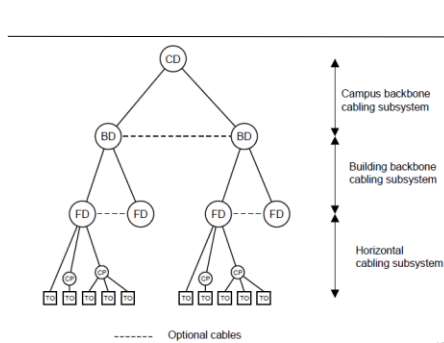 CD
Campus backbone
cabling subsystem
BD BD
Building backbone
cabling subsystem
FD FD FD FD
Horizontal
cabling subsystem
CP CP CP CP
TO TO TO TO TO TO TO TO TO TO
Optional cables